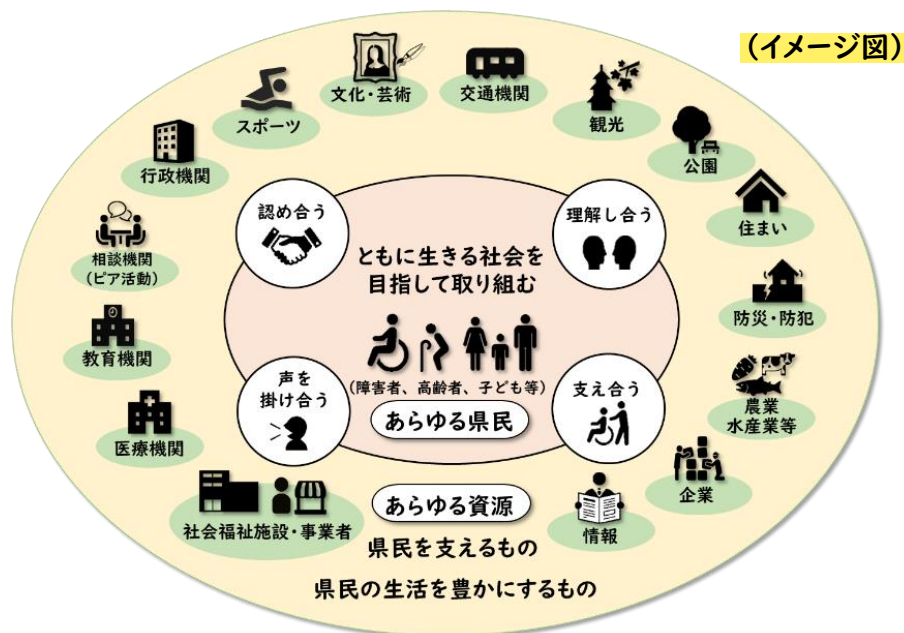 (イメージ図)
文化・芸術
交通機関
スポーツ
観光
公園
行政機関
住まい
認め合う
理解し合う
相談機関
(ピア活動)
ともに生きる社会を
目指して取り組む
防災・防犯
教育機関
声を
掛け合う
(障害者、高齢者、子ども等)
支え合う
農業
水産業等
あらゆる県民
医療機関
企業
社会福祉施設・事業者
あらゆる資源
情報
県民を支えるもの
県民の生活を豊かにするもの